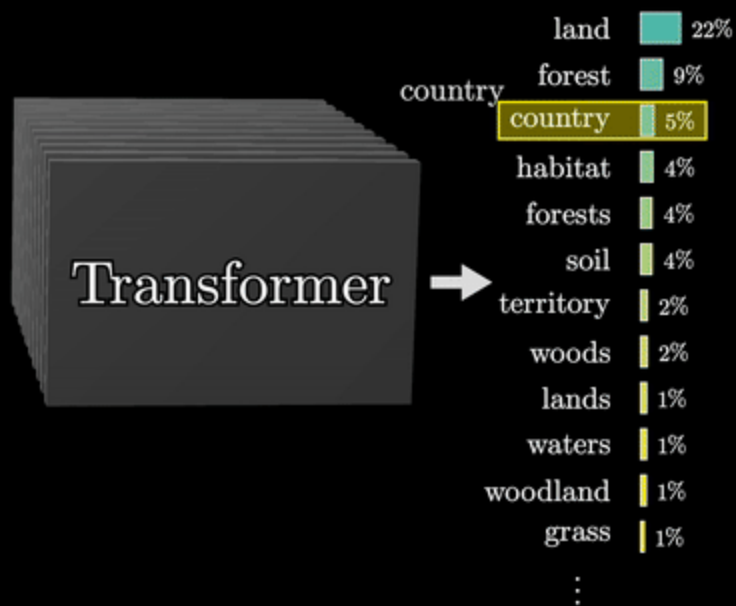 land 22%
forest 9%
country
country 5%
habitat 4%
forests 4%
soil 4%
Transformer
territory 2%
woods 2%
lands 1%
waters 1%
woodland 1%
grass 1%
⋮